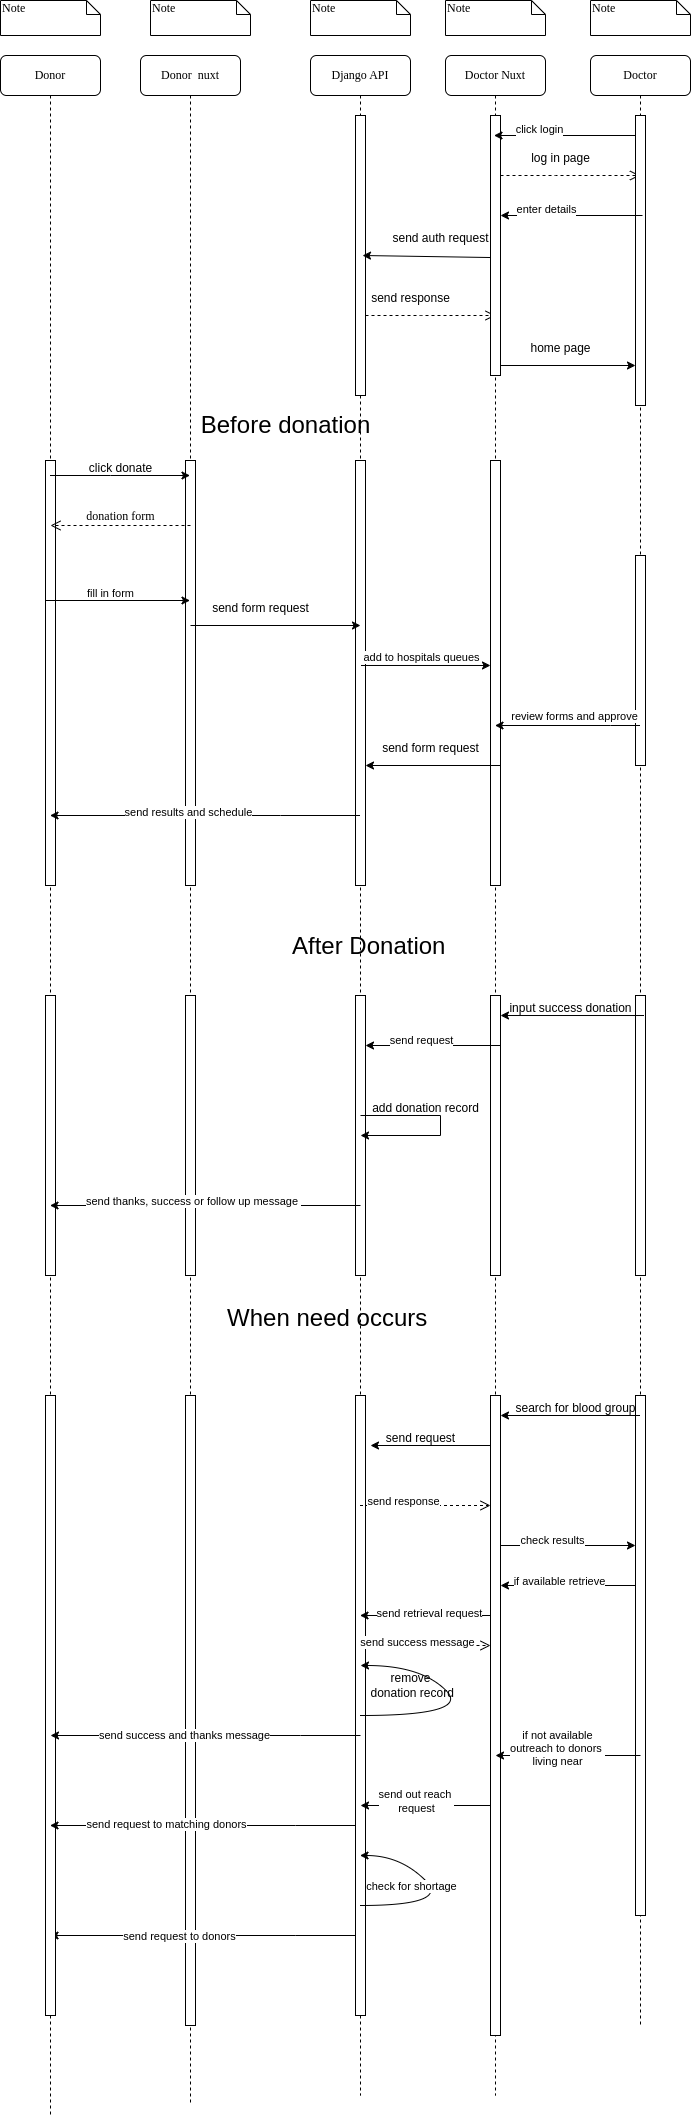 Note
Note
Note
Note
Note
Donor
Donor  nuxt
Django API
Doctor Nuxt
Doctor
click login
log in page
enter details
send auth request
send response
home page
Before donation
click donate
donation form
fill in form
send form request
add to hospitals queues
review forms and approve
send form request
send results and schedule
After Donation
input success donation
send request
add donation record
send thanks, success or follow up message
When need occurs
search for blood group
send request
send response
check results
if available retrieve
send retrieval request
send success message
remove
donation record
send success and thanks message
if not available
outreach to donors
living near
send out reach
request
send request to matching donors
check for shortage
send request to donors